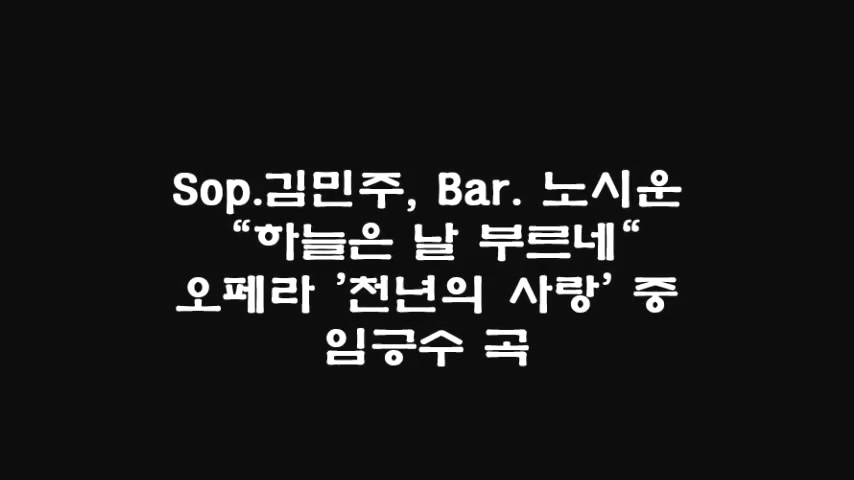 Sop.김민주, Bar. 노시운
“하늘은 날 부르네“
오페라 ’천년의 사랑’ 중
임긍수 곡